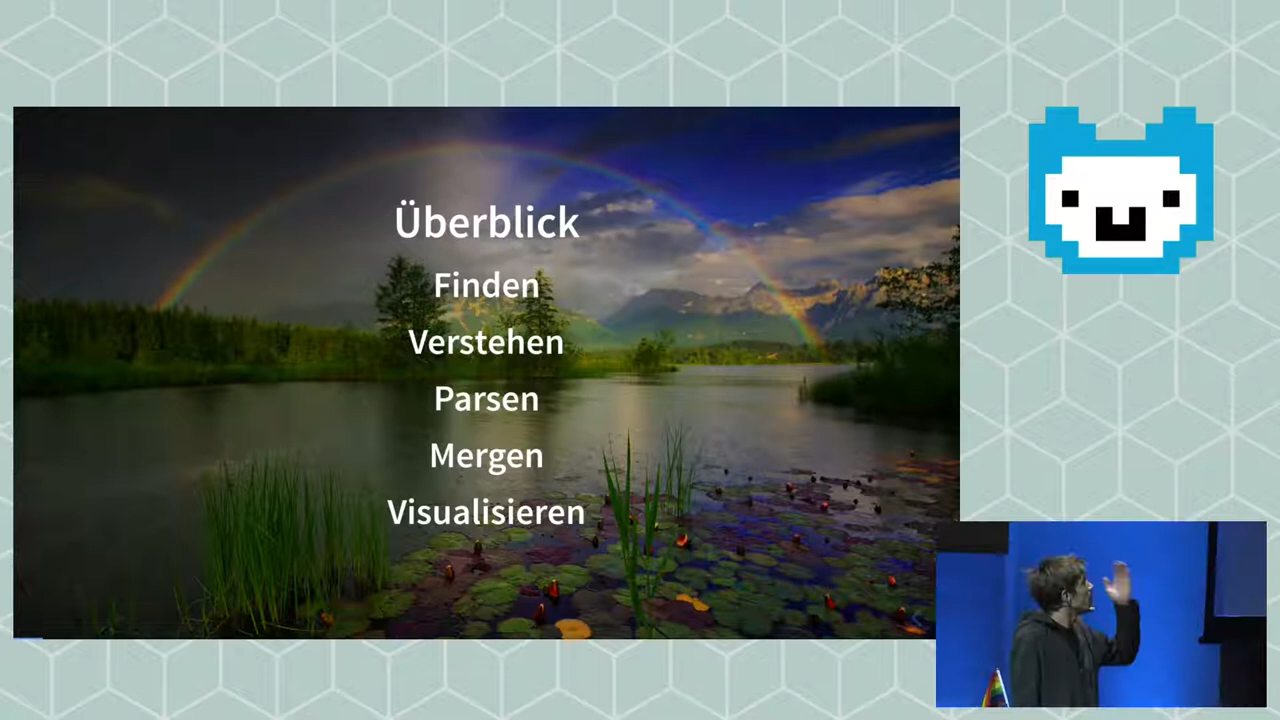 Überblick
Finden
Verstehen
Parsen
Mergen
Visualisieren